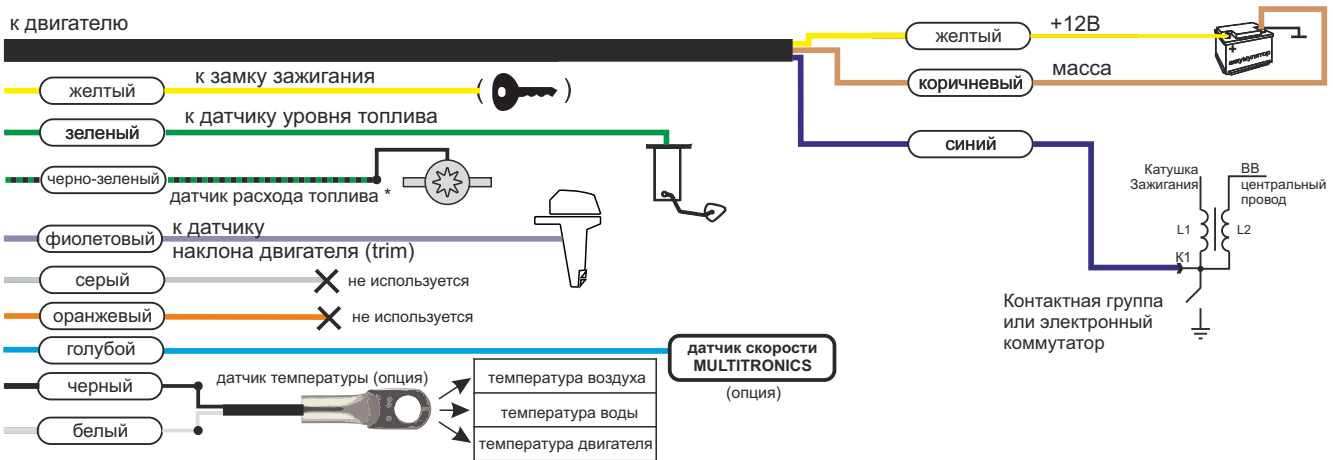 к двигателю
желтый
+12В
+
аккумулятор
коричневый
масса
желтый
к замку зажигания
( )
зеленый
к датчику уровня топлива
синий
черно-зеленый
датчик расхода топлива *
Катушка
Зажигания
ВВ
центральный
провод
L1
L2
К1
фиолетовый
к датчику
наклона двигателя (trim)
серый
не используется
Контактная группа
или электронный
коммутатор
оранжевый
не используется
голубой
датчик скорости
MULTITRONICS
(опция)
черный
датчик температуры (опция)
температура воздуха
температура воды
температура двигателя
белый